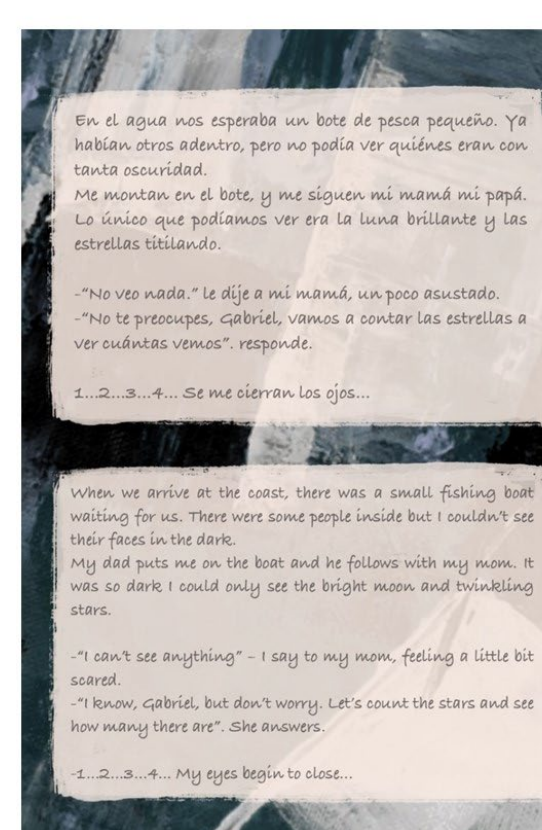 En el agua nos esperaba un bote de pesca pequeño. Ya
habían otros adentro, pero no podía ver quiénes eran con
tanta oscuridad.
Me montan en el bote, y me siguen mi mamá mi papá.
Lo único que podíamos ver era la luna brillante y las
estrellas titilando.
-"No veo nada." le dije a mi mamá, un poco asustado.
-"No te preocupes, Gabriel, vamos a contar las estrellas a
ver cuántas vemos". responde.
1...2...3...4... Se me cierran los ojos...
When we arrive at the coast, there was a small fishing boat
waiting for us. There were some people inside but I couldn't see
their faces in the dark.
My dad puts me on the boat and he follows with my mom. It
was so dark I could only see the bright moon and twinkling
stars.
-"I can't see anything" – I say to my mom, feeling a little bit
scared.
-"I know, Gabriel, but don't worry. Let's count the stars and see
how many there are". She answers.
-1...2...3...4... My eyes begin to close...